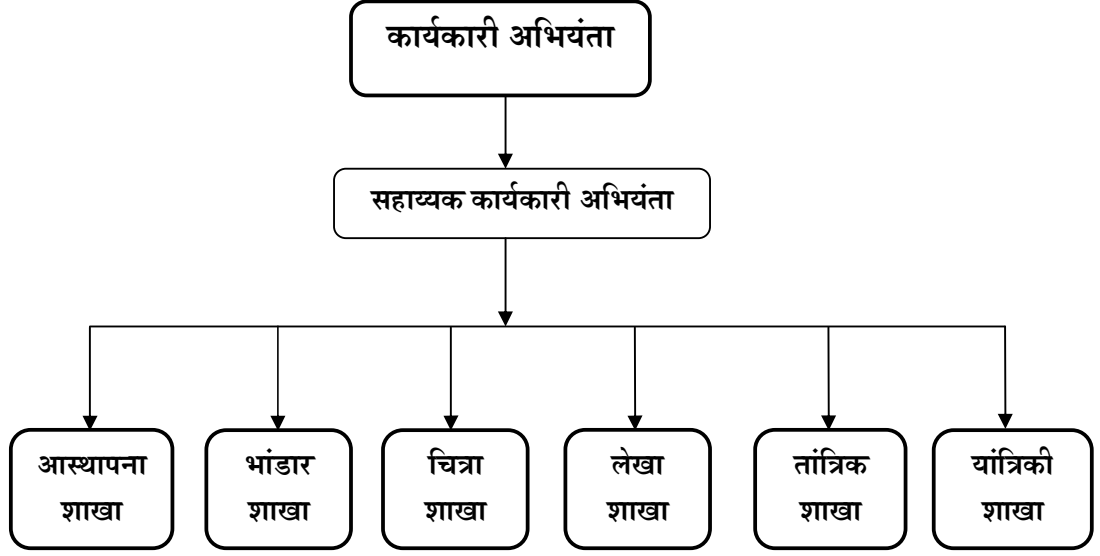 कार्यकारी अभियंता
सहाय्यक कार्यकारी अभियंता
आस्थापना
शाखा
भांडार
शाखा
चित्रा
शाखा
लेखा
शाखा
तांत्रिक
शाखा
यांत्रिकी
शाखा